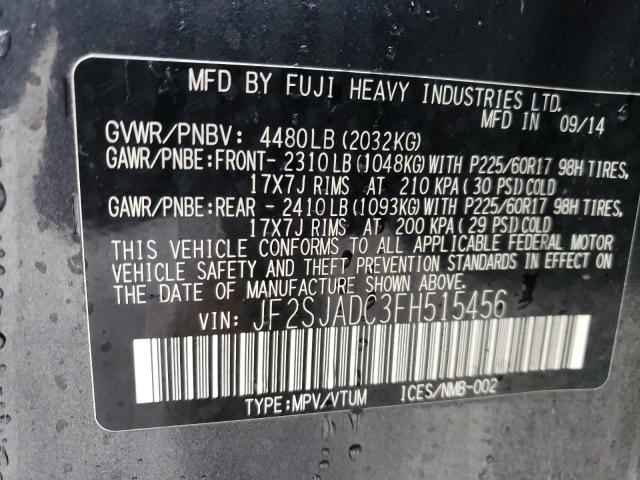 MFD BY FUJI HEAVY INDUSTRIES LTD.
MFD IN 09/14
GVWR/PNBV: 4480LB (2032KG)
GAWR/PNBE:FRONT- 2310 LB (1048KG) WITH P225/60R17 98H TIRES,
17X7J RIMS AT 210 KPA (30 PSI) COLD
GAWR/PNBE:REAR - 2410 LB (1093KG) WITH P225/60R17 98H TIRES,
17X7J RIMS AT 200 KPA (29 PSI) COLD
THIS VEHICLE CONFORMS TO ALL APPLICABLE FEDERAL MOTOR
VEHICLE SAFETY AND THEFT PREVENTION STANDARDS IN EFFECT ON
THE DATE OF MANUFACTURE SHOWN ABOVE.
VIN: JF2SJADC3FH515456
TYPE:MPV/VTUM ICES/NMB-002